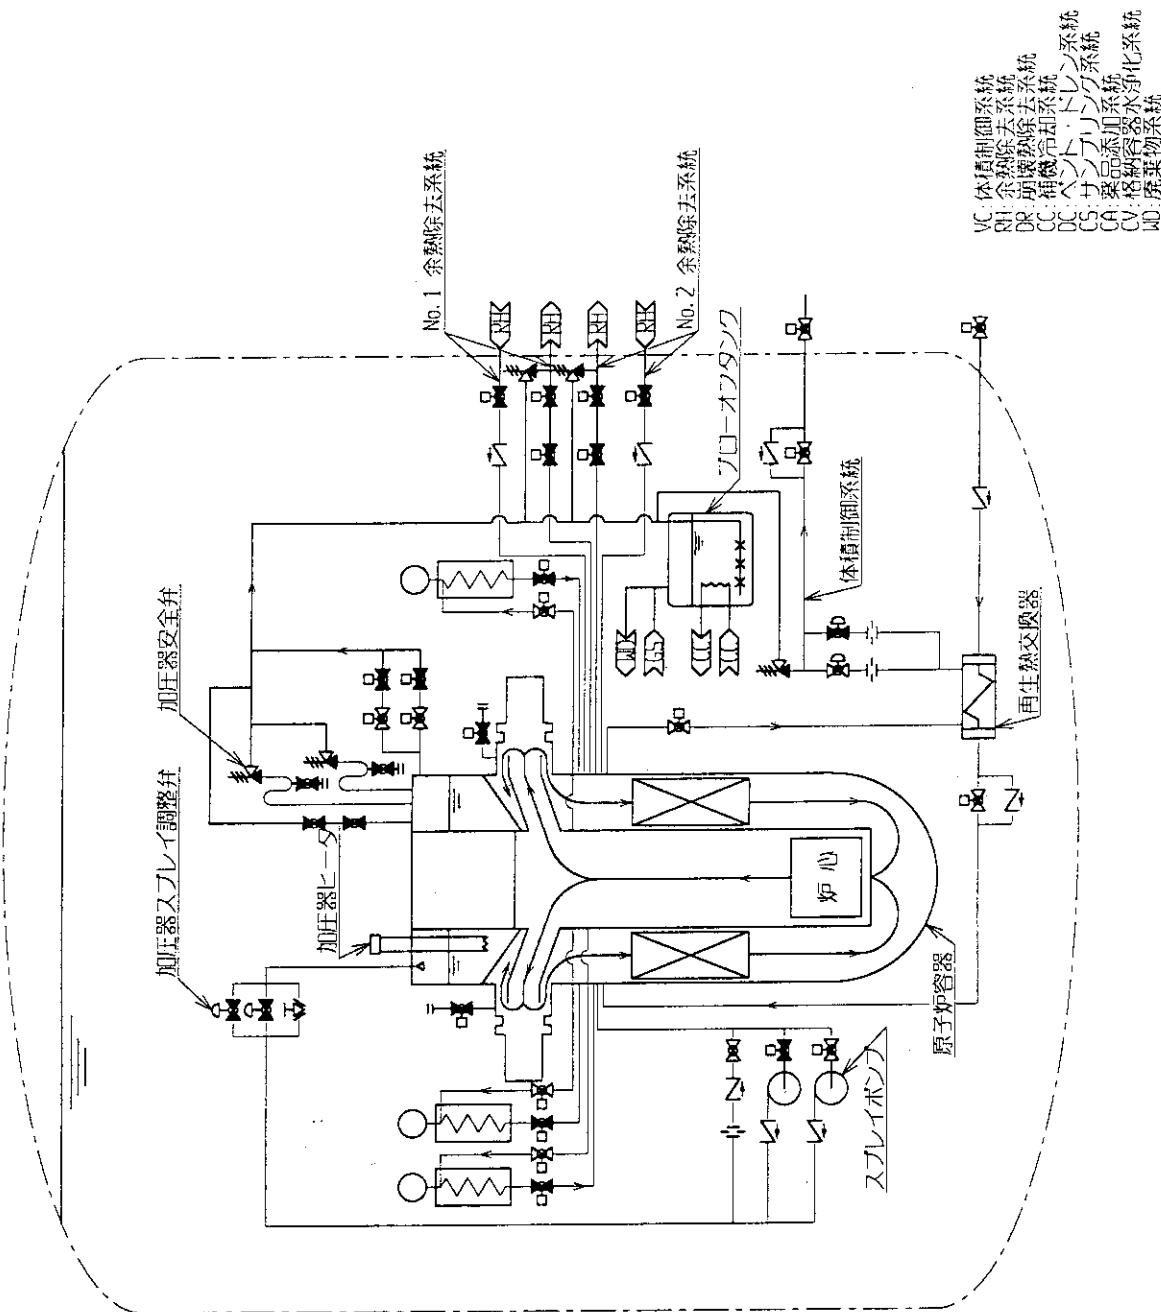 加圧器スプレイ調整弁
加圧器安全弁
加圧器ヒータ
No.1 余熱除去系統
No.2 余熱除去系統
RH
RH
RH
RH
ブローオフタンク
WD
CC
CC
体積制御系統
再生熱交換器
炉心
原子炉容器
スプレイポンプ
VC:体積制御系統
RH:余熱除去系統
DR:崩壊熱除去系統
CC:補機冷却系統
DC:ベント・ドレン系統
CS:サンプリング系統
CA:薬品添加系統
CV:格納容器水浄化系統
WD:廃棄物系統